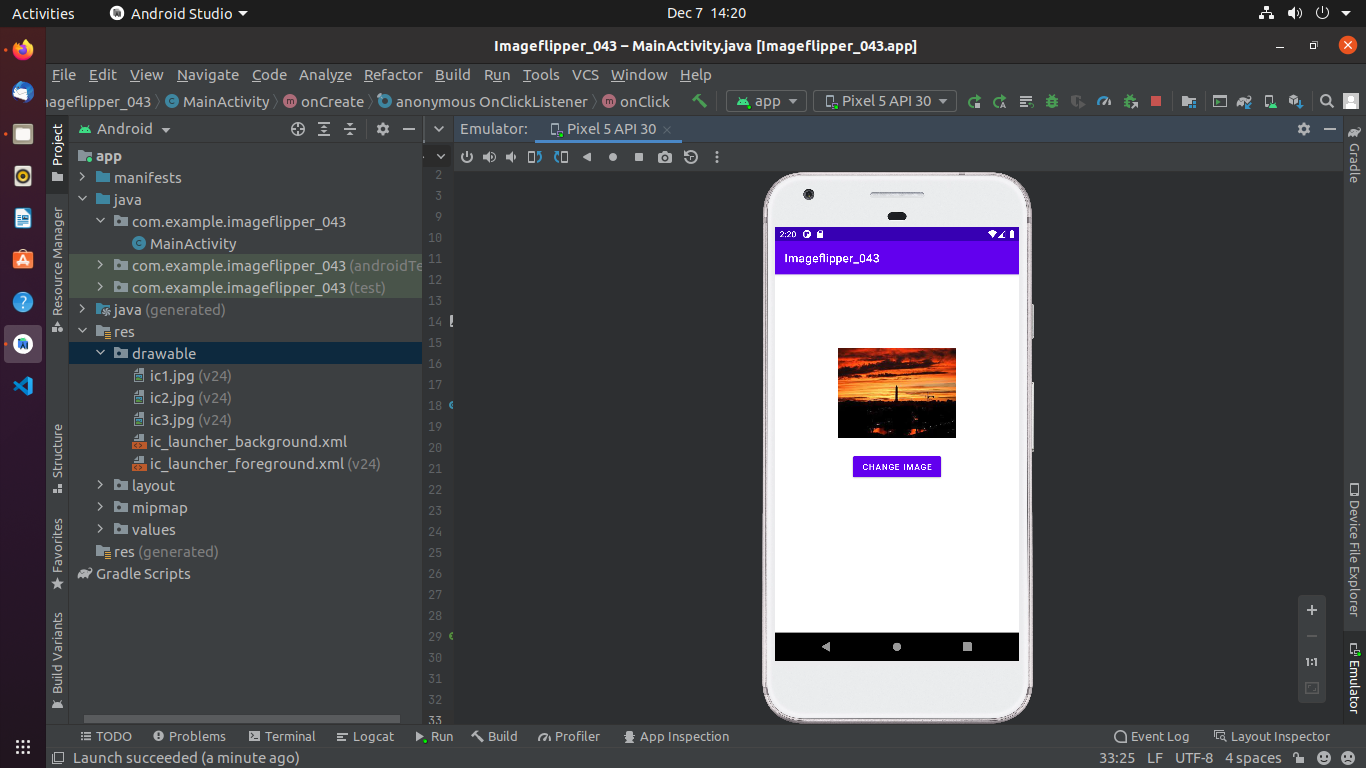 Activities Android Studio Dec 7 14:20
Imageflipper_043 – MainActivity.java [Imageflipper_043.app]
File Edit View Navigate Code Analyze Refactor Build Run Tools VCS Window Help
nageflipper_043 MainActivity onCreate anonymous OnClickListener onClick app Pixel 5 API 30
Android
Emulator: Pixel 5 API 30
Project
Resource Manager
Structure
Favorites
Build Variants
app
manifests
java
com.example.imageflipper_043
MainActivity
com.example.imageflipper_043 (androidTe
com.example.imageflipper_043 (test)
java (generated)
res
drawable
ic1.jpg (v24)
ic2.jpg (v24)
ic3.jpg (v24)
ic_launcher_background.xml
ic_launcher_foreground.xml (v24)
layout
mipmap
values
res (generated)
Gradle Scripts
2
3
9
10
11
12
13
14
15
16
17
18
19
20
21
22
23
24
25
26
27
28
29
30
31
32
33
2:20
Imageflipper_043
CHANGE IMAGE
1:1
Gradle
Device File Explorer
Emulator
TODO Problems Terminal Logcat Run Build Profiler App Inspection Event Log Layout Inspector
Launch succeeded (a minute ago) 33:25 LF UTF-8 4 spaces